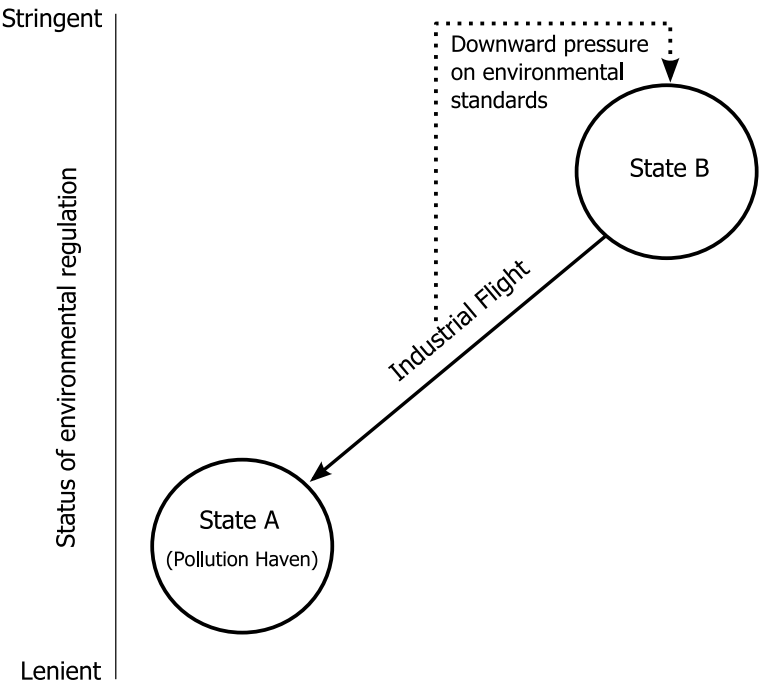 Stringent
Downward pressure
on environmental
standards
State B
Status of environmental regulation
Industrial Flight
State A
(Pollution Haven)
Lenient